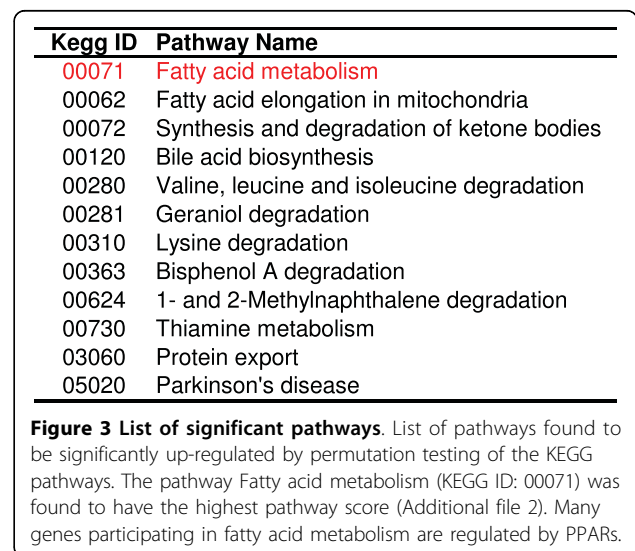 Kegg ID Pathway Name
00071 Fatty acid metabolism
00062 Fatty acid elongation in mitochondria
00072 Synthesis and degradation of ketone bodies
00120 Bile acid biosynthesis
00280 Valine, leucine and isoleucine degradation
00281 Geraniol degradation
00310 Lysine degradation
00363 Bisphenol A degradation
00624 1- and 2-Methylnaphthalene degradation
00730 Thiamine metabolism
03060 Protein export
05020 Parkinson's disease
Figure 3 List of significant pathways. List of pathways found to
be significantly up-regulated by permutation testing of the KEGG
pathways. The pathway Fatty acid metabolism (KEGG ID: 00071) was
found to have the highest pathway score (Additional file 2). Many
genes participating in fatty acid metabolism are regulated by PPARs.